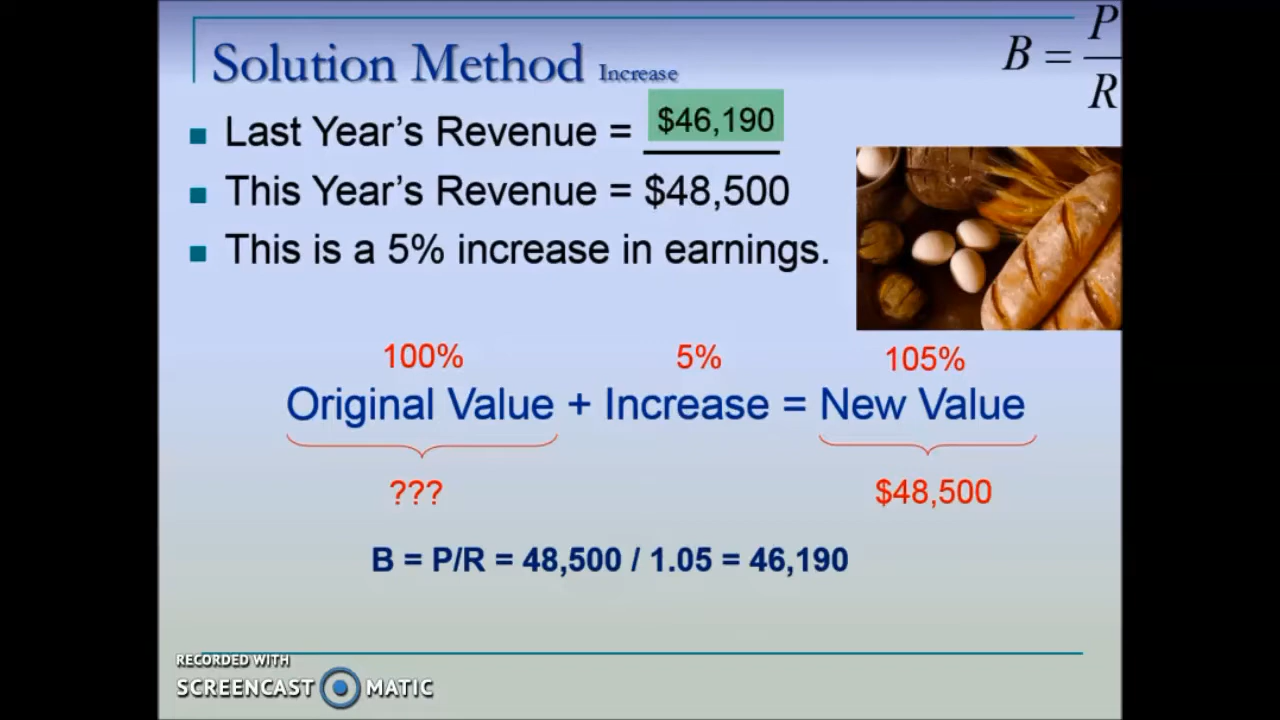 Solution Method Increase
B = P
R
Last Year's Revenue = $46,190
This Year's Revenue = $48,500
This is a 5% increase in earnings.
100% 5% 105%
Original Value + Increase = New Value
??? $48,500
B = P/R = 48,500 / 1.05 = 46,190
RECORDED WITH
SCREENCAST MATIC